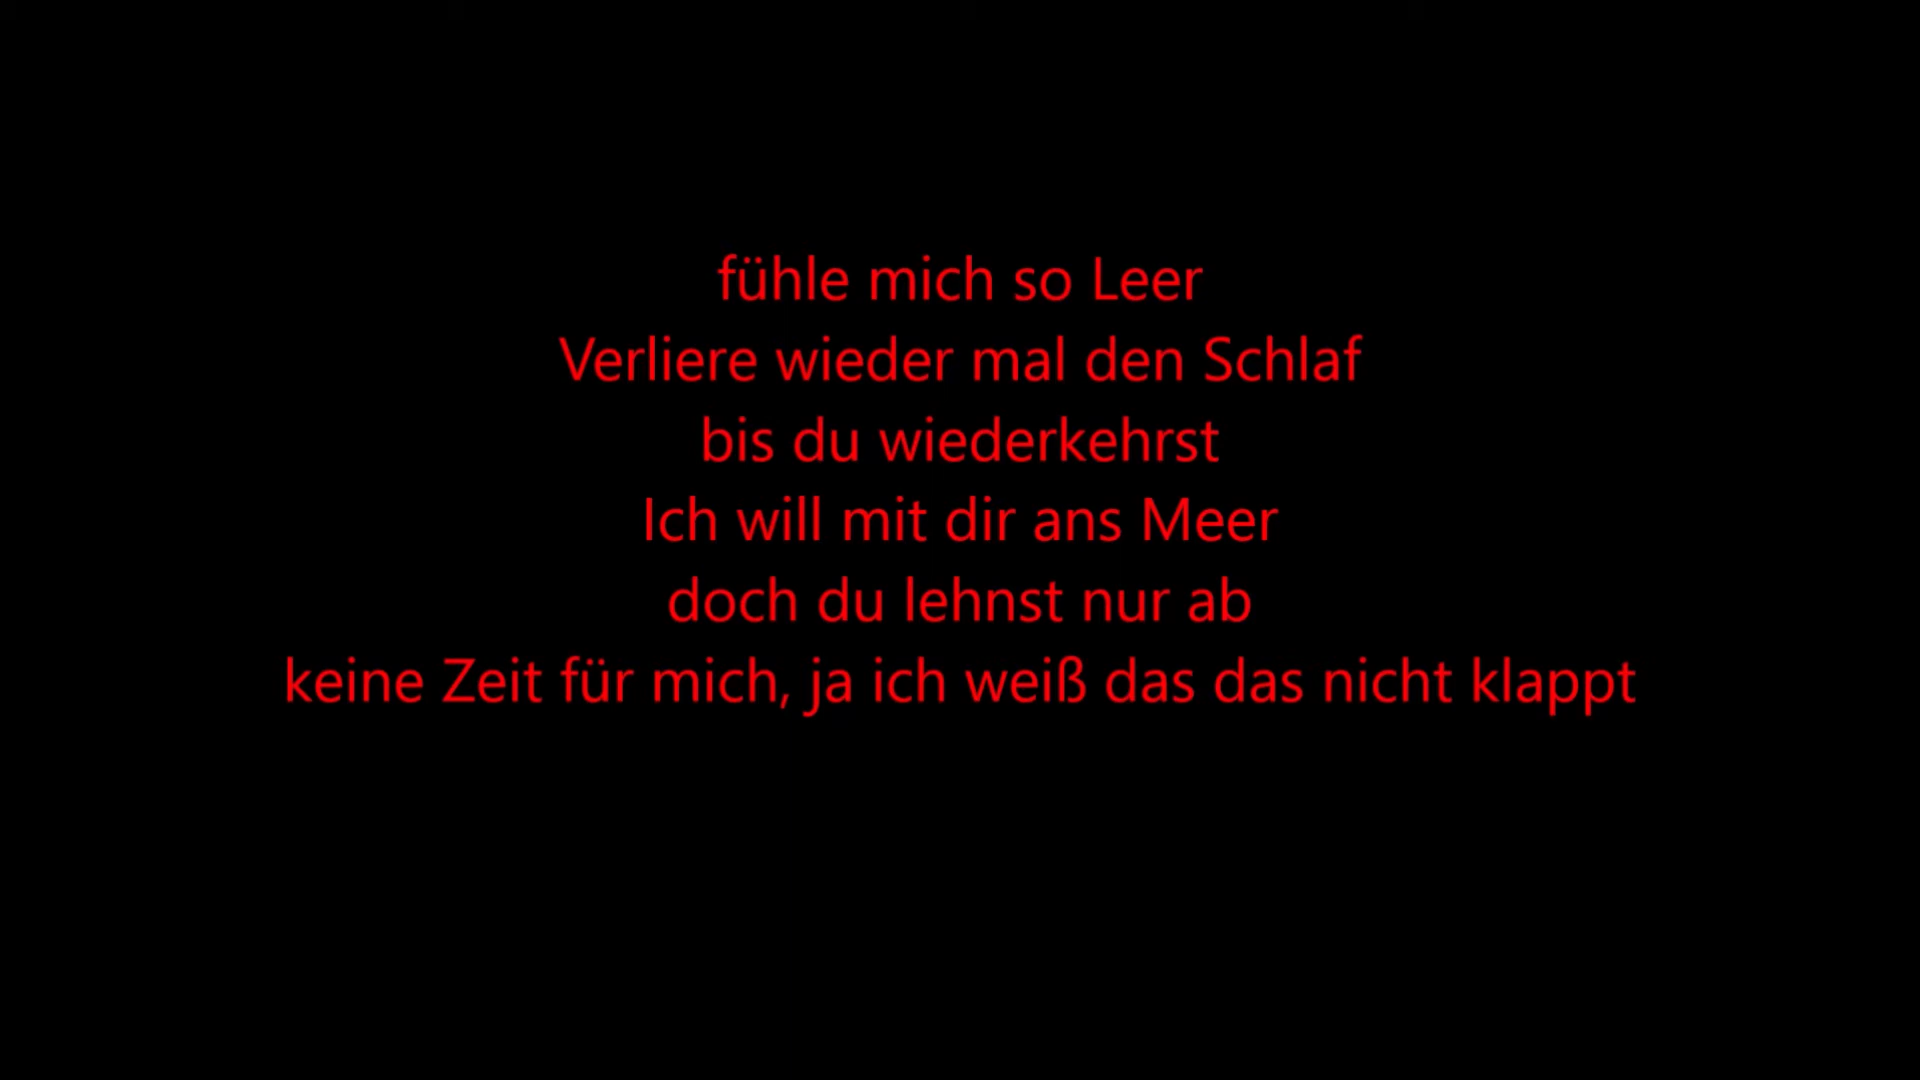 fühle mich so Leer
Verliere wieder mal den Schlaf
bis du wiederkehrst
Ich will mit dir ans Meer
doch du lehnst nur ab
keine Zeit für mich, ja ich weiß das das nicht klappt